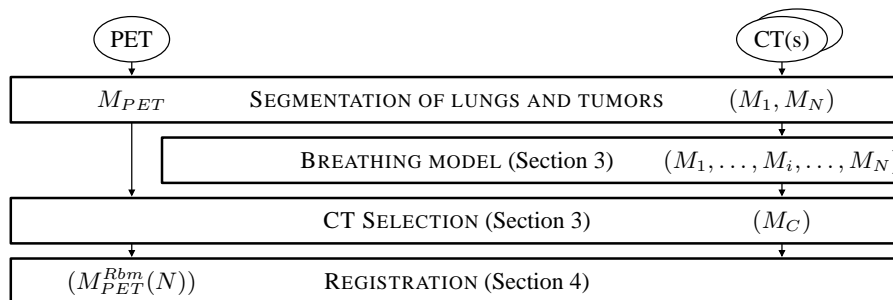 PET CT(s)
M_{PET} SEGMENTATION OF LUNGS AND TUMORS (M_1, M_N)
BREATHING MODEL (Section 3) (M_1, . . . , M_i, . . . , M_N)
CT SELECTION (Section 3) (M_C)
(M_{PET}^{Rbm}(N)) REGISTRATION (Section 4)